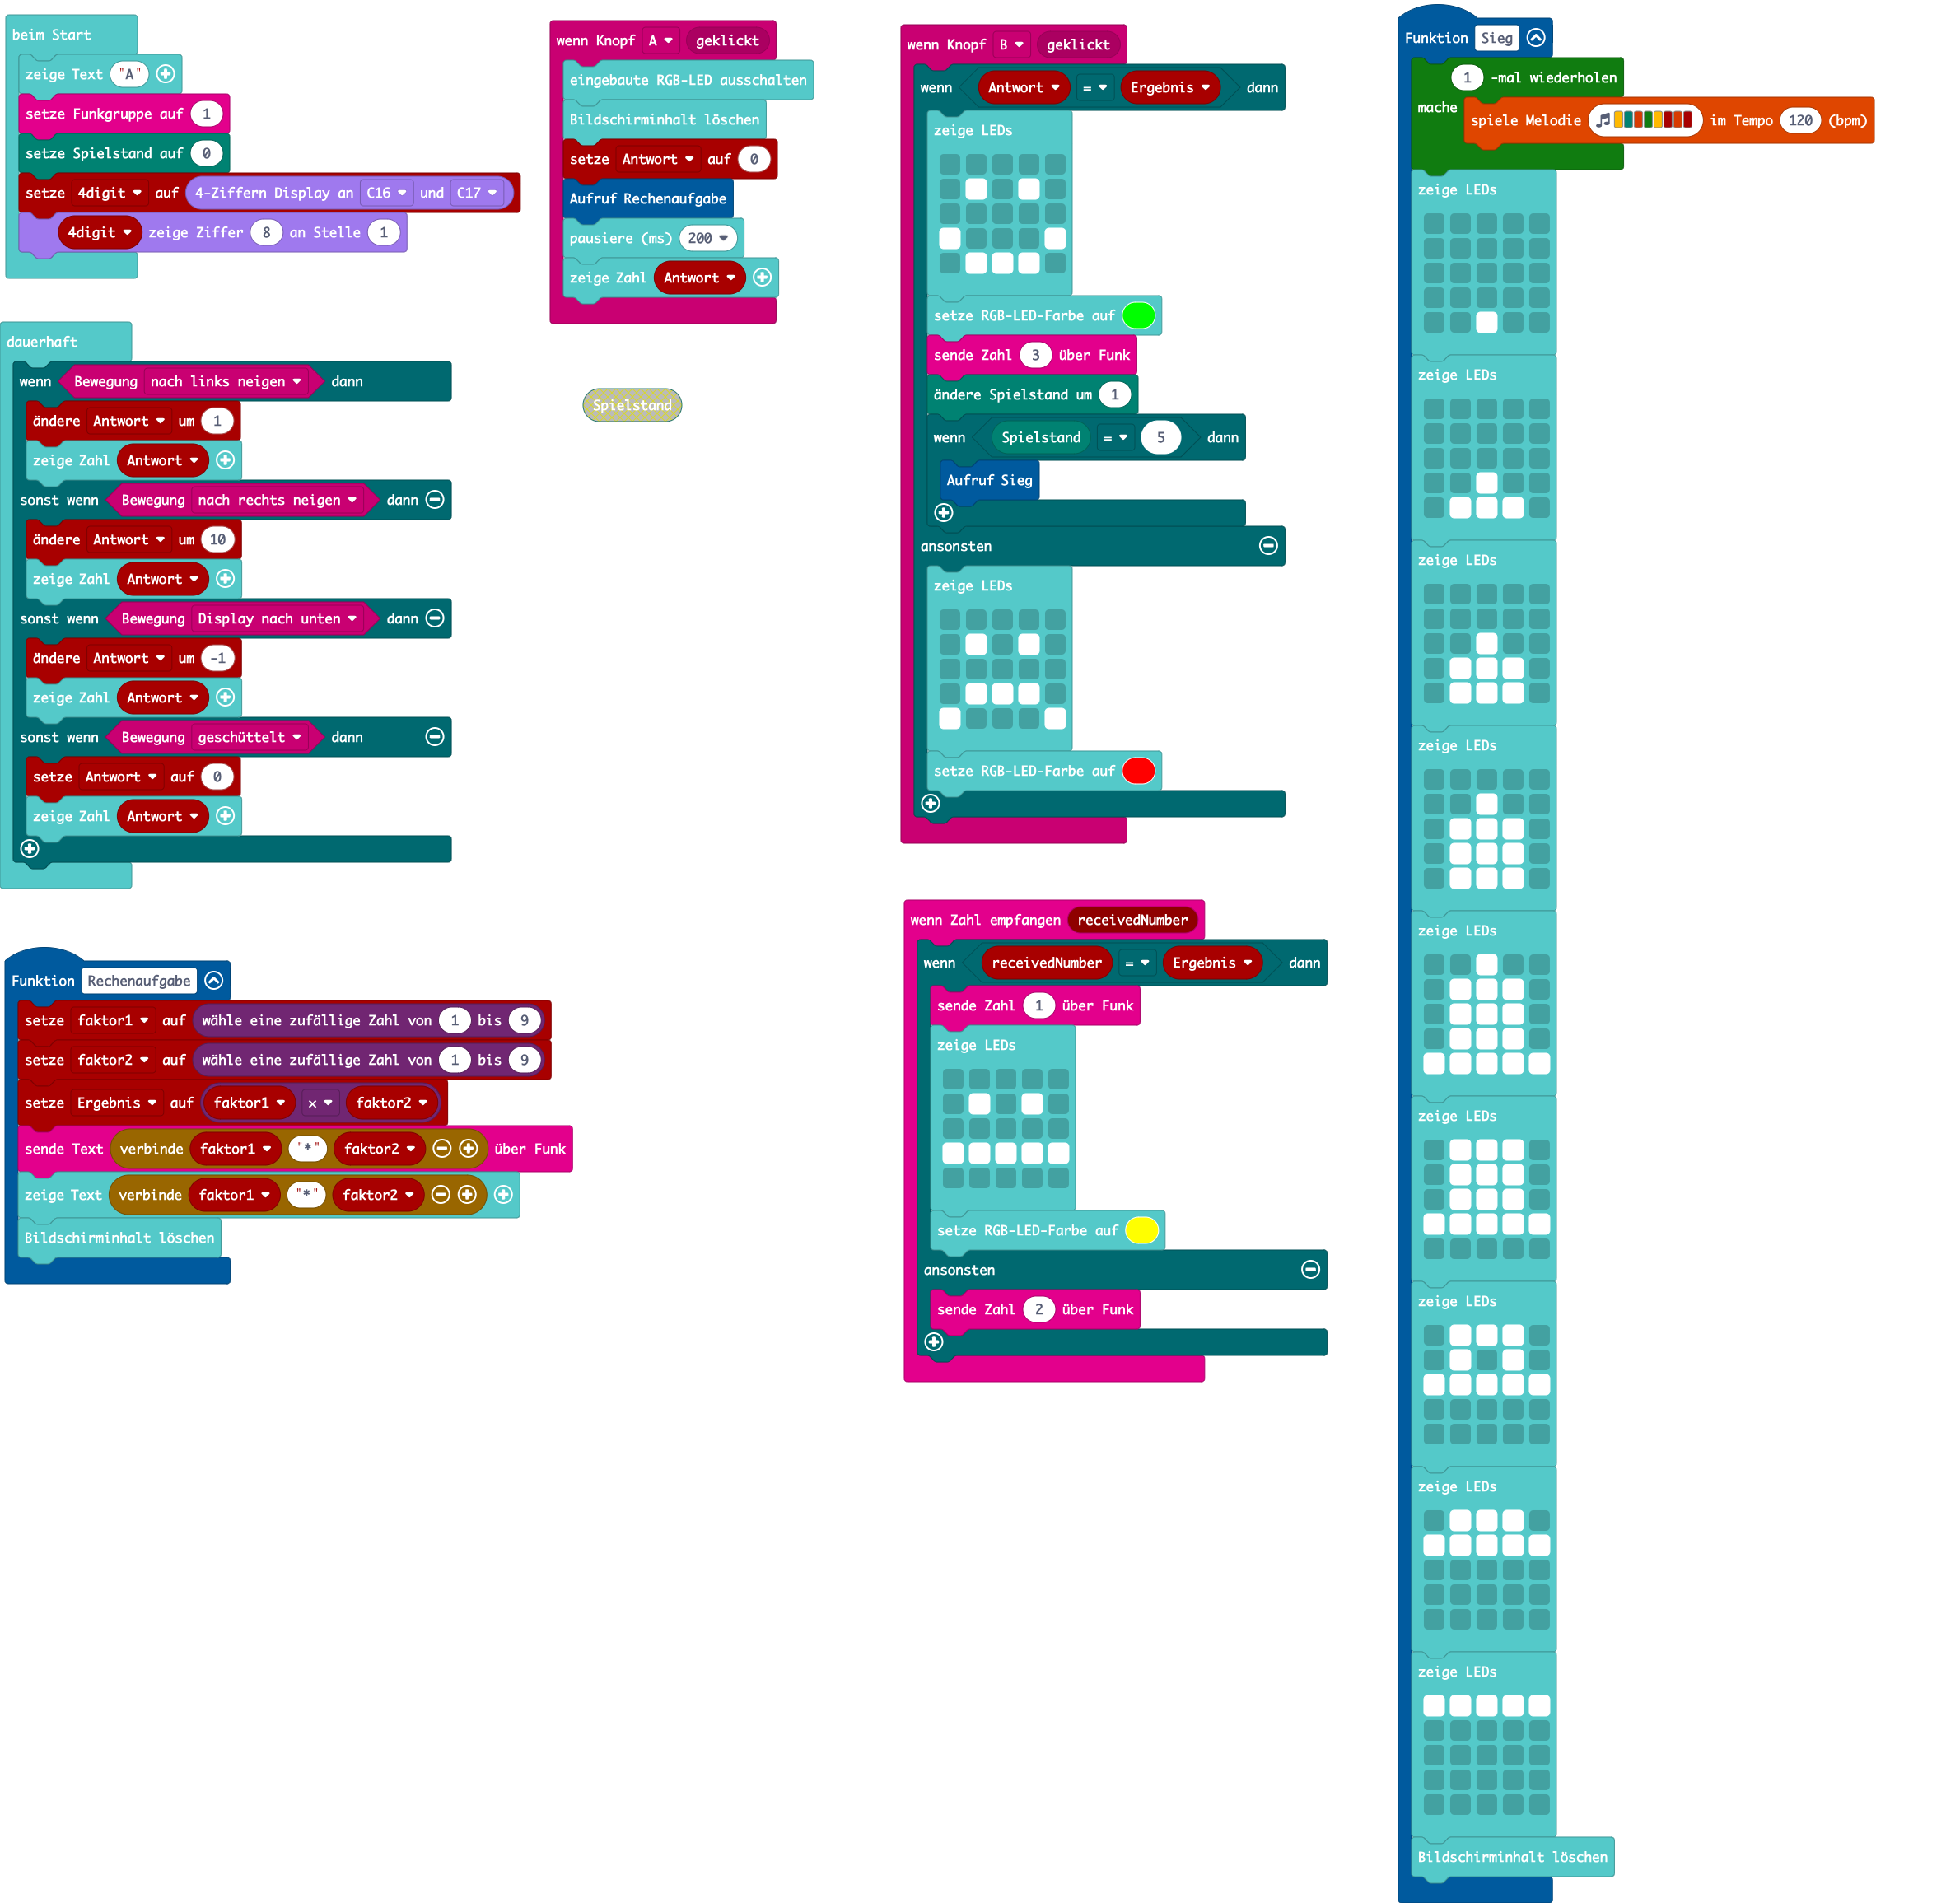 beim Start
zeige Text "A"
setze Funkgruppe auf 1
setze Spielstand auf 0
setze 4digit auf 4-Ziffern Display an C16 und C17
4digit zeige Ziffer 8 an Stelle 1
dauerhaft
wenn Bewegung nach links neigen dann
ändere Antwort um 1
zeige Zahl Antwort
sonst wenn Bewegung nach rechts neigen dann
ändere Antwort um 10
zeige Zahl Antwort
sonst wenn Bewegung Display nach unten dann
ändere Antwort um -1
zeige Zahl Antwort
sonst wenn Bewegung geschüttelt dann
setze Antwort auf 0
zeige Zahl Antwort
Funktion Rechenaufgabe
setze faktor1 auf wähle eine zufällige Zahl von 1 bis 9
setze faktor2 auf wähle eine zufällige Zahl von 1 bis 9
setze Ergebnis auf faktor1 × faktor2
sende Text verbinde faktor1 "*" faktor2 über Funk
zeige Text verbinde faktor1 "*" faktor2
Bildschirminhalt löschen
wenn Knopf A geklickt
eingebaute RGB-LED ausschalten
Bildschirminhalt löschen
setze Antwort auf 0
Aufruf Rechenaufgabe
pausiere (ms) 200
zeige Zahl Antwort
Spielstand
wenn Knopf B geklickt
wenn Antwort = Ergebnis dann
zeige LEDs
setze RGB-LED-Farbe auf
sende Zahl 3 über Funk
ändere Spielstand um 1
wenn Spielstand = 5 dann
Aufruf Sieg
ansonsten
zeige LEDs
setze RGB-LED-Farbe auf
wenn Zahl empfangen receivedNumber
wenn receivedNumber = Ergebnis dann
sende Zahl 1 über Funk
zeige LEDs
setze RGB-LED-Farbe auf
ansonsten
sende Zahl 2 über Funk
Funktion Sieg
1 -mal wiederholen
mache spiele Melodie im Tempo 120 (bpm)
zeige LEDs
zeige LEDs
zeige LEDs
zeige LEDs
zeige LEDs
zeige LEDs
zeige LEDs
zeige LEDs
zeige LEDs
Bildschirminhalt löschen